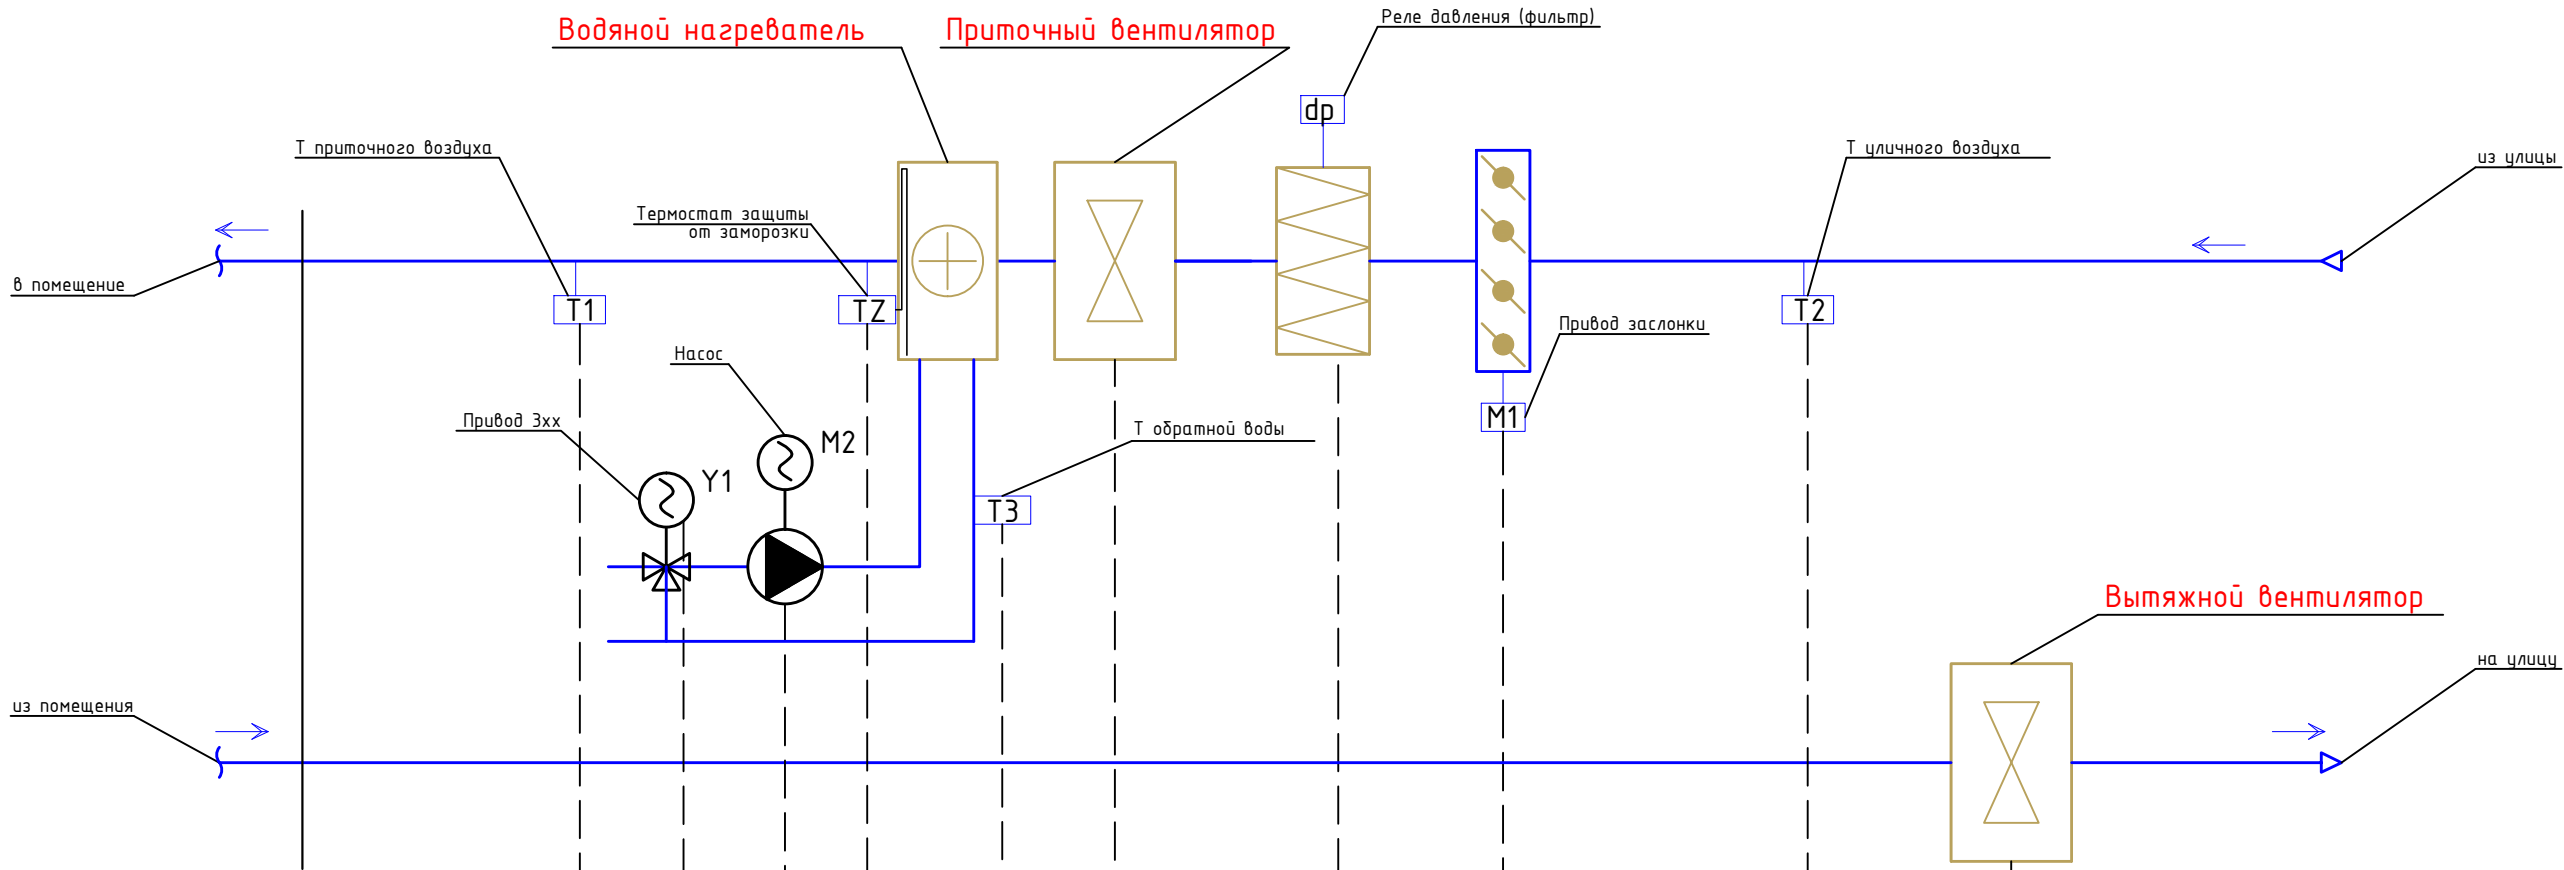 Реле давления (фильтр)
Водяной нагреватель
Приточный вентилятор
dp
Т приточного воздуха
Т уличного воздуха
из улицы
Термостат защиты
от заморозки
в помещение
T1
TZ
T2
Привод заслонки
Насос
M1
Привод 3хх
M2
Т обратной воды
Y1
T3
Вытяжной вентилятор
на улицу
из помещения